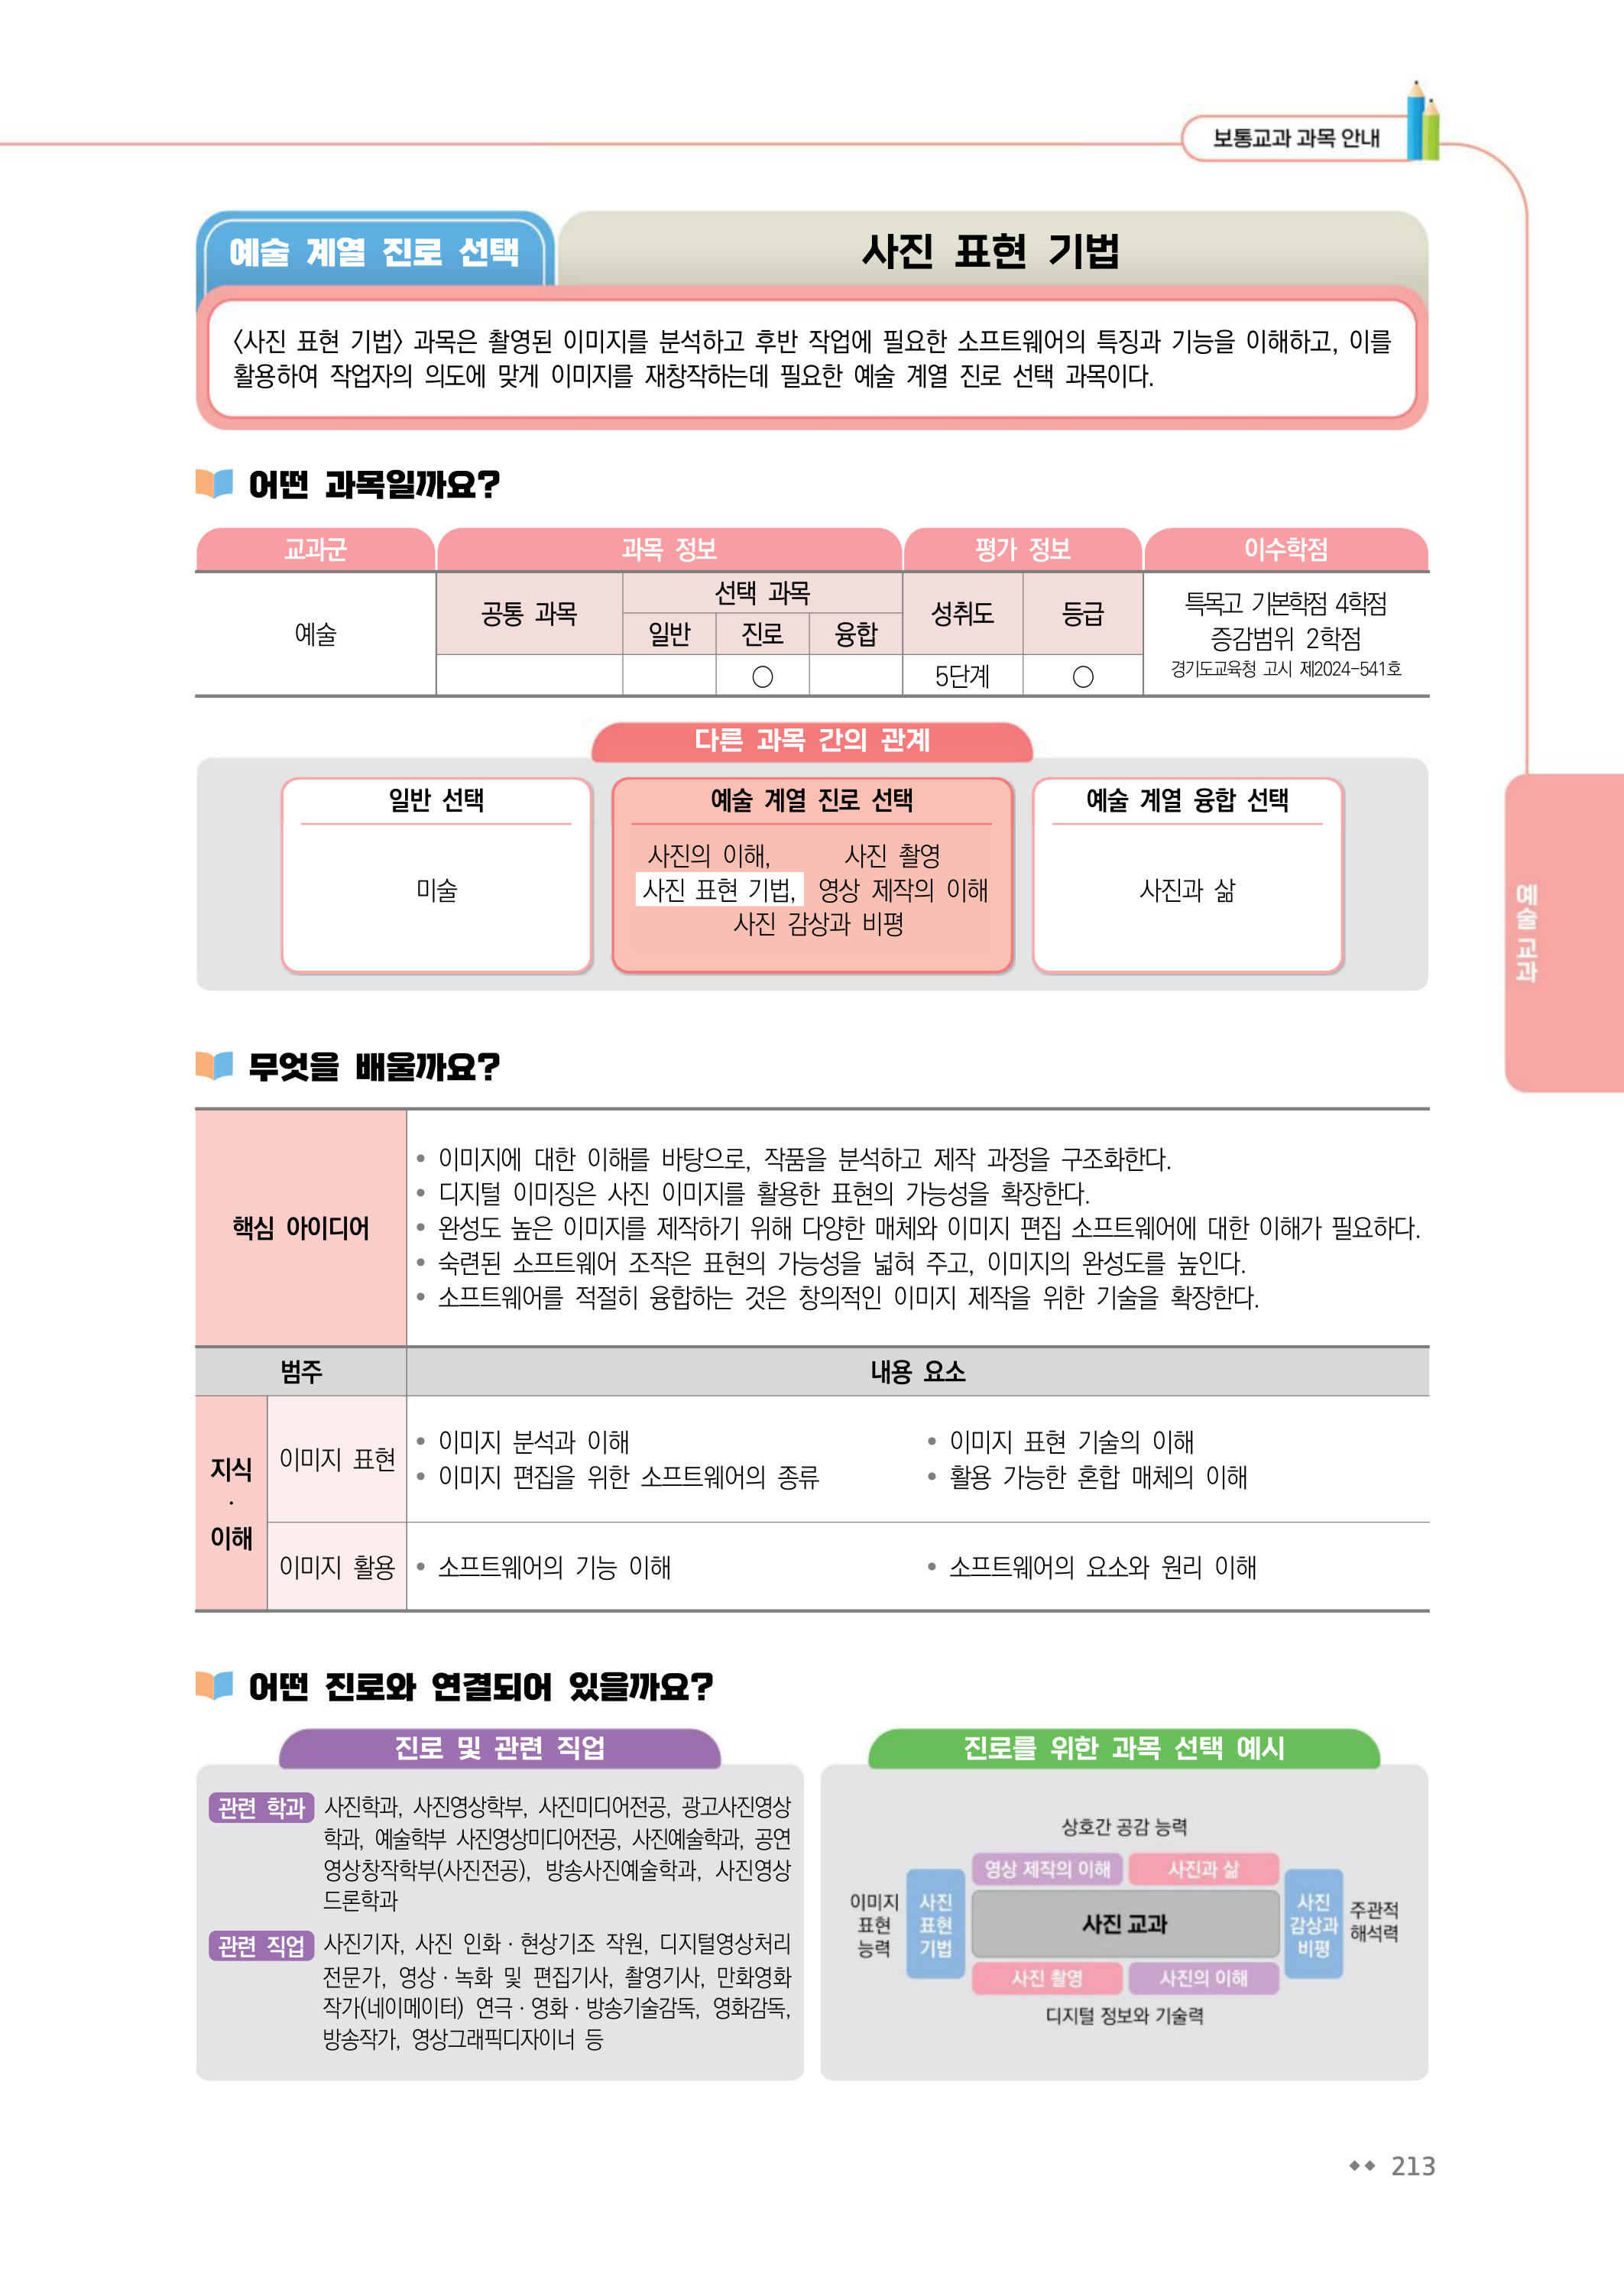 보통교과 과목 안내
예술 계열 진로 선택
사진 표현 기법
〈사진 표현 기법〉 과목은 촬영된 이미지를 분석하고 후반 작업에 필요한 소프트웨어의 특징과 기능을 이해하고, 이를
활용하여 작업자의 의도에 맞게 이미지를 재창작하는데 필요한 예술 계열 진로 선택 과목이다.
어떤 과목일까요?
교과군
과목 정보
평가 정보
이수학점
예술
공통 과목
선택 과목
일반
진로
융합
성취도
등급
○
5단계
○
특목고 기본학점 4학점
증감범위 2학점
경기도교육청 고시 제2024-541호
다른 과목 간의 관계
일반 선택
미술
예술 계열 진로 선택
사진의 이해, 사진 촬영
사진 표현 기법, 영상 제작의 이해
사진 감상과 비평
예술 계열 융합 선택
사진과 삶
예술 교과
무엇을 배울까요?
핵심 아이디어
• 이미지에 대한 이해를 바탕으로, 작품을 분석하고 제작 과정을 구조화한다.
• 디지털 이미징은 사진 이미지를 활용한 표현의 가능성을 확장한다.
• 완성도 높은 이미지를 제작하기 위해 다양한 매체와 이미지 편집 소프트웨어에 대한 이해가 필요하다.
• 숙련된 소프트웨어 조작은 표현의 가능성을 넓혀 주고, 이미지의 완성도를 높인다.
• 소프트웨어를 적절히 융합하는 것은 창의적인 이미지 제작을 위한 기술을 확장한다.
범주
내용 요소
지식
·
이해
이미지 표현
• 이미지 분석과 이해
• 이미지 편집을 위한 소프트웨어의 종류
• 이미지 표현 기술의 이해
• 활용 가능한 혼합 매체의 이해
이미지 활용
• 소프트웨어의 기능 이해
• 소프트웨어의 요소와 원리 이해
어떤 진로와 연결되어 있을까요?
진로 및 관련 직업
관련 학과 사진학과, 사진영상학부, 사진미디어전공, 광고사진영상
학과, 예술학부 사진영상미디어전공, 사진예술학과, 공연
영상창작학부(사진전공), 방송사진예술학과, 사진영상
드론학과
관련 직업 사진기자, 사진 인화 · 현상기조 작원, 디지털영상처리
전문가, 영상 · 녹화 및 편집기사, 촬영기사, 만화영화
작가(네이메이터) 연극 · 영화 · 방송기술감독, 영화감독,
방송작가, 영상그래픽디자이너 등
진로를 위한 과목 선택 예시
상호간 공감 능력
영상 제작의 이해
사진과 삶
이미지
표현
능력
사진
표현
기법
사진 교과
사진
감상과
비평
주관적
해석력
사진 촬영
사진의 이해
디지털 정보와 기술력
213